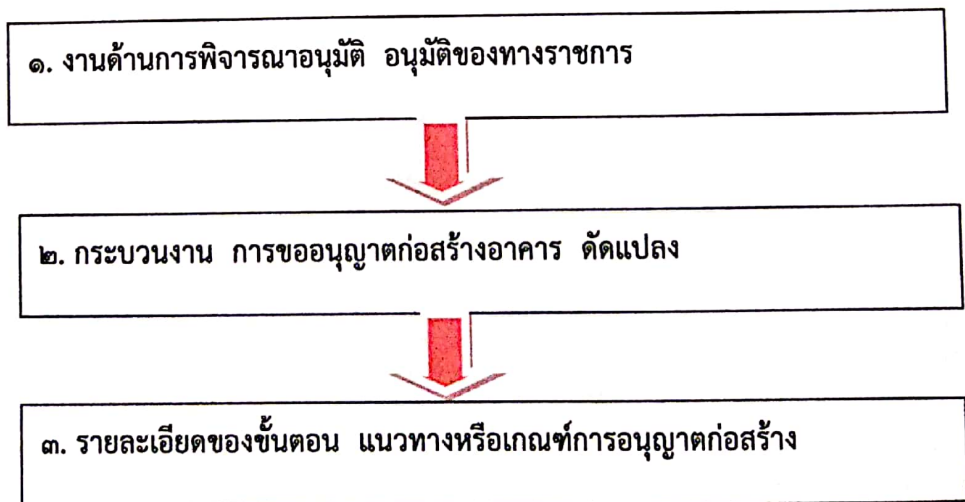 ๑. งานด้านการพิจารณาอนุมัติ อนุมัติของทางราชการ
๒. กระบวนงาน การขออนุญาตก่อสร้างอาคาร ดัดแปลง
๓. รายละเอียดของขั้นตอน แนวทางหรือเกณฑ์การอนุญาตก่อสร้าง